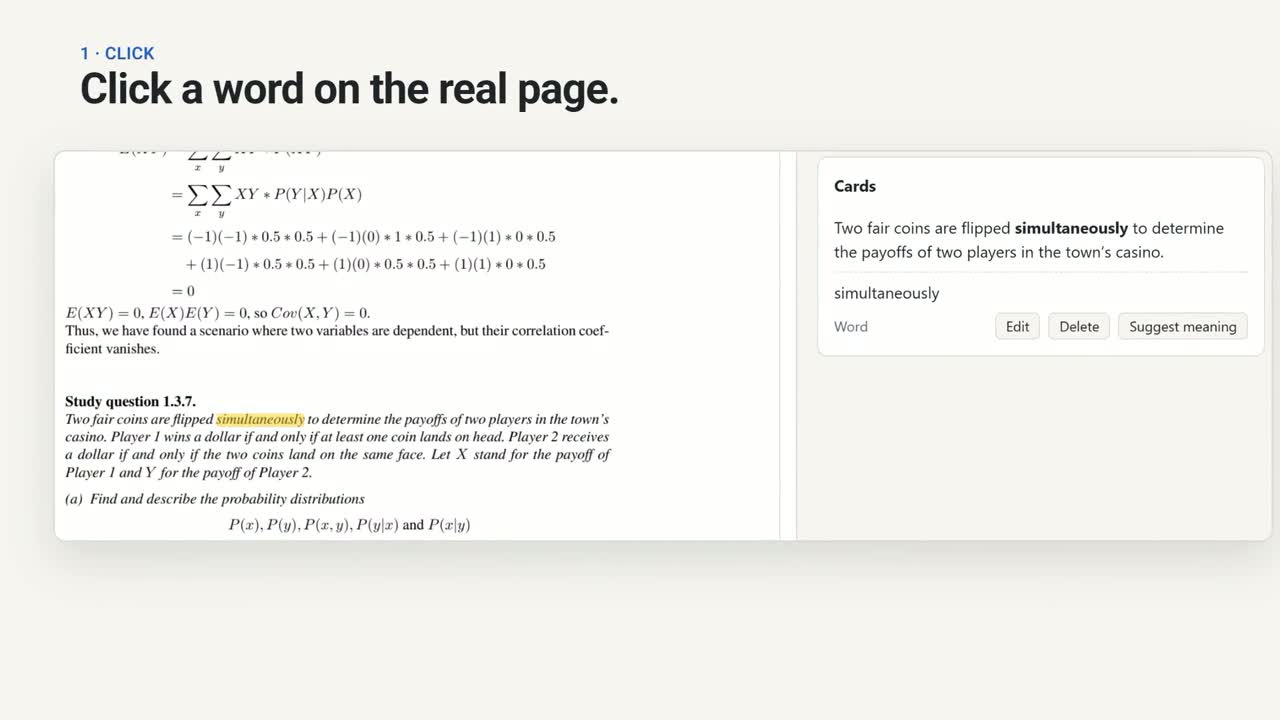 1 · CLICK
Click a word on the real page.
x y
= ∑∑ XY ∗ P(Y|X)P(X)
x y
= (−1)(−1) ∗ 0.5 ∗ 0.5 + (−1)(0) ∗ 1 ∗ 0.5 + (−1)(1) ∗ 0 ∗ 0.5
+ (1)(−1) ∗ 0.5 ∗ 0.5 + (1)(0) ∗ 0.5 ∗ 0.5 + (1)(1) ∗ 0 ∗ 0.5
= 0
E(XY) = 0, E(X)E(Y) = 0, so Cov(X, Y) = 0.
Thus, we have found a scenario where two variables are dependent, but their correlation coef-
ficient vanishes.
Study question 1.3.7.
Two fair coins are flipped simultaneously to determine the payoffs of two players in the town’s
casino. Player 1 wins a dollar if and only if at least one coin lands on head. Player 2 receives
a dollar if and only if the two coins land on the same face. Let X stand for the payoff of
Player 1 and Y for the payoff of Player 2.
(a) Find and describe the probability distributions
P(x), P(y), P(x, y), P(y|x) and P(x|y)
Cards
Two fair coins are flipped simultaneously to determine
the payoffs of two players in the town’s casino.
simultaneously
Word
Edit
Delete
Suggest meaning